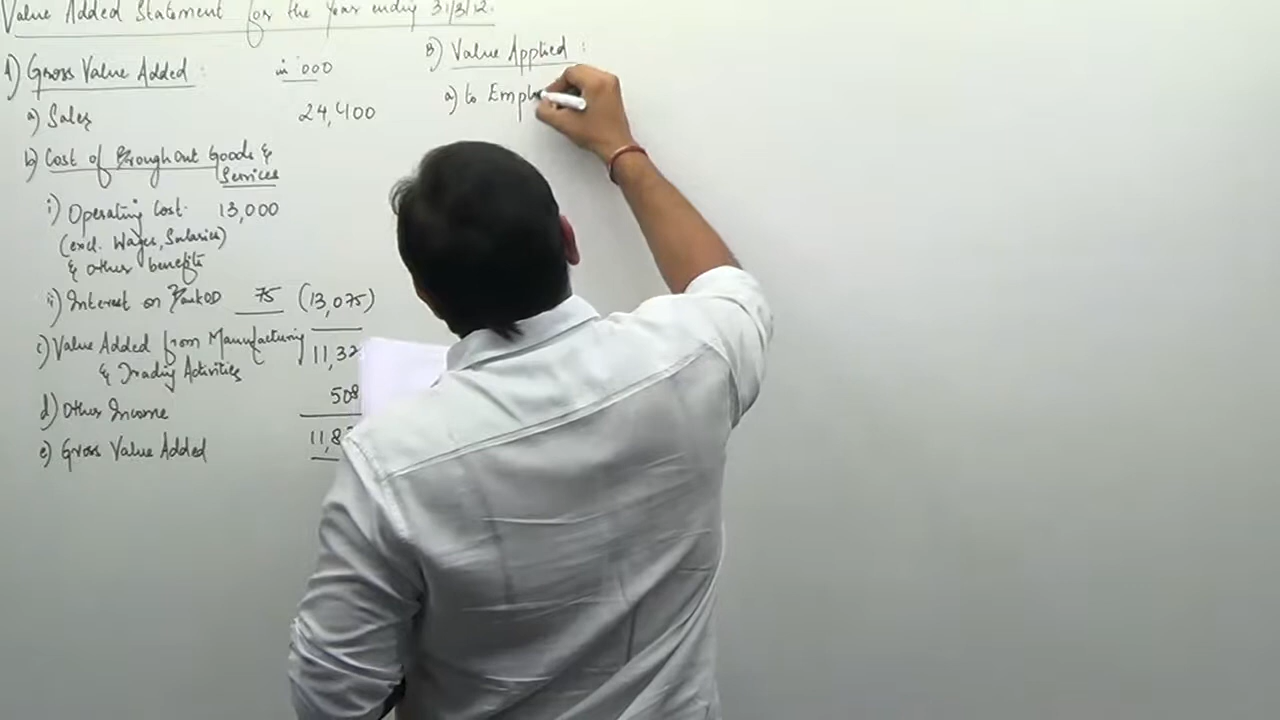 Value Added Statement for the Year ending 31/3/12.
A) Gross Value Added : in '000
a) Sales 24,400
b) Cost of Brought out Goods &
Services
i) Operating Cost 13,000
(excl. Wages, Salaries)
& other benefits
ii) Interest on Bank OD 75 (13,075)
c) Value Added from Manufacturing 11,32
& Trading Activities
d) Other Income 508
e) Gross Value Added 11,8
B) Value Applied :
a) to Empl